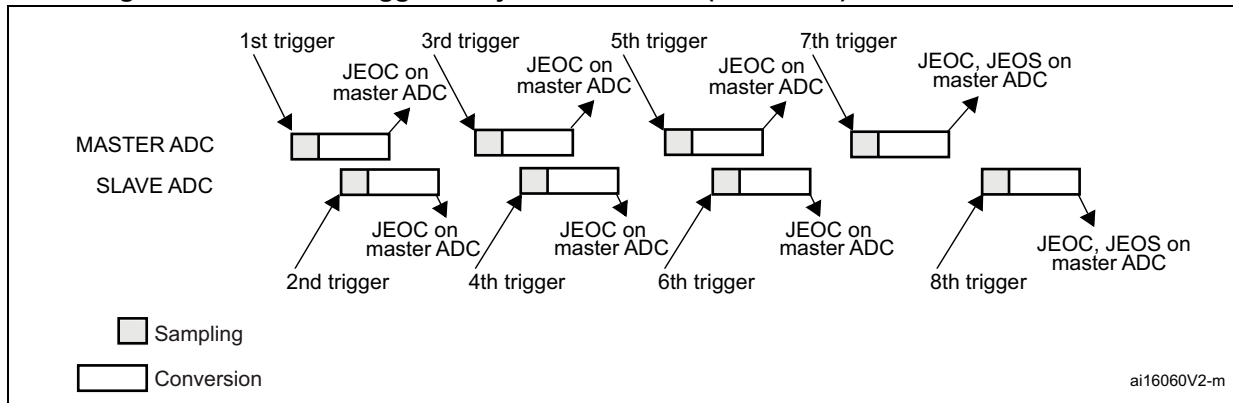 1st trigger
3rd trigger
5th trigger
7th trigger
JEOC on
master ADC
JEOC on
master ADC
JEOC on
master ADC
JEOC, JEOS on
master ADC
MASTER ADC
SLAVE ADC
JEOC on
master ADC
JEOC on
master ADC
JEOC on
master ADC
JEOC, JEOS on
master ADC
2nd trigger
4th trigger
6th trigger
8th trigger
Sampling
Conversion
ai16060V2-m